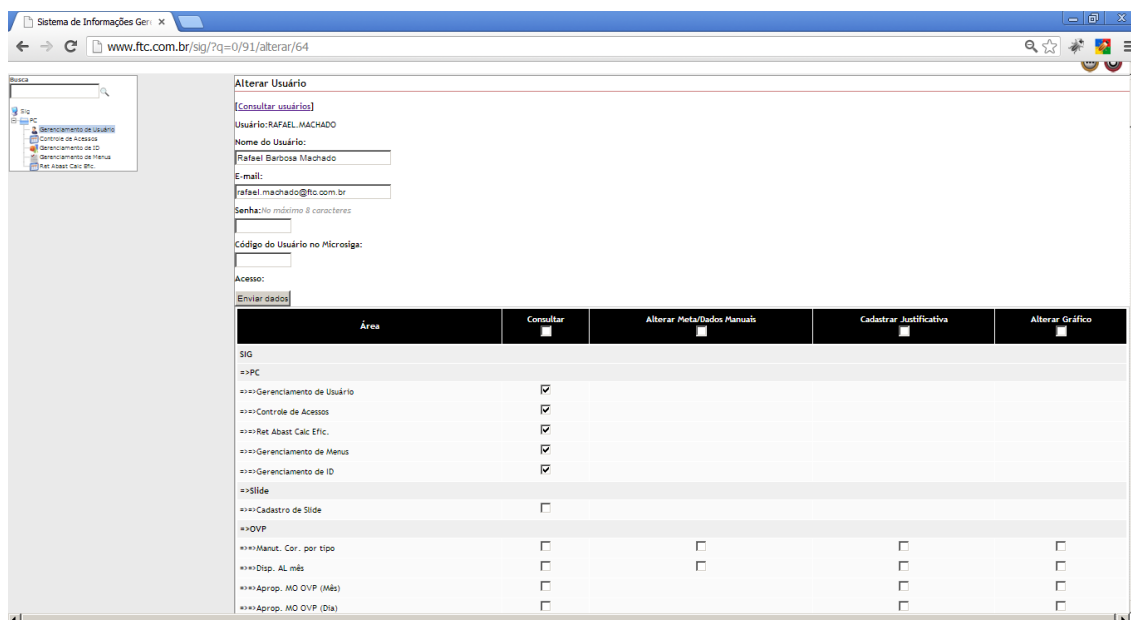 Sistema de Informações Gere
www.ftc.com.br/sig/?q=0/91/alterar/64
Busca
Sig
PC
Gerenciamento de Usuário
Controle de Acessos
Gerenciamento de ID
Gerenciamento de Menus
Ret Abast Calc Efic.
Alterar Usuário
[Consultar usuários]
Usuário:RAFAEL.MACHADO
Nome do Usuário:
Rafael Barbosa Machado
E-mail:
rafael.machado@ftc.com.br
Senha:No máximo 8 caracteres
Código do Usuário no Microsiga:
Acesso:
Enviar dados
Área Consultar Alterar Meta/Dados Manuais Cadastrar Justificativa Alterar Gráfico
SIG
=>PC
=>=>Gerenciamento de Usuário
=>=>Controle de Acessos
=>=>Ret Abast Calc Efic.
=>=>Gerenciamento de Menus
=>=>Gerenciamento de ID
=>Slide
=>=>Cadastro de Slide
=>OVP
=>=>Manut. Cor. por tipo
=>=>Disp. AL mês
=>=>Aprop. MO OVP (Mês)
=>=>Aprop. MO OVP (Dia)